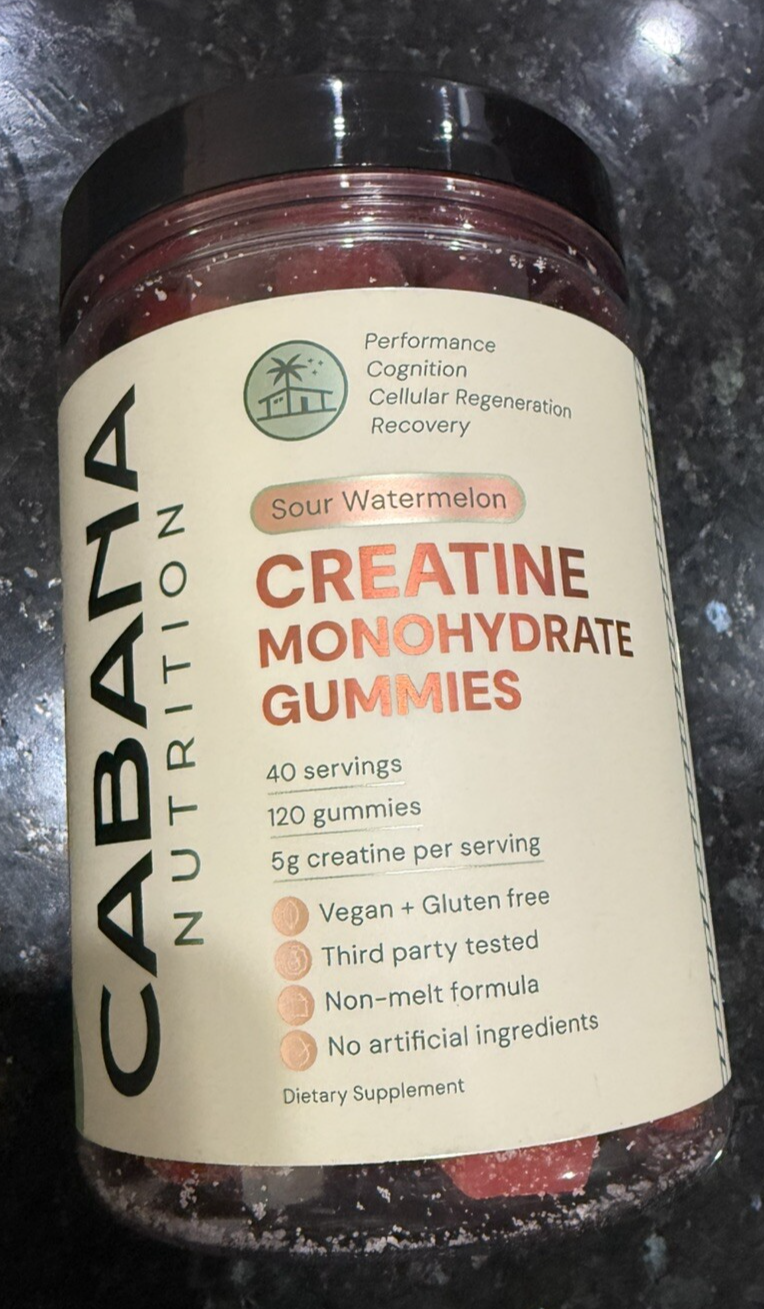 Performance
Cognition
Cellular Regeneration
Recovery
CABANA
NUTRITION
Sour Watermelon
CREATINE
MONOHYDRATE
GUMMIES
40 servings
120 gummies
5g creatine per serving
Vegan + Gluten free
Third party tested
Non-melt formula
No artificial ingredients
Dietary Supplement